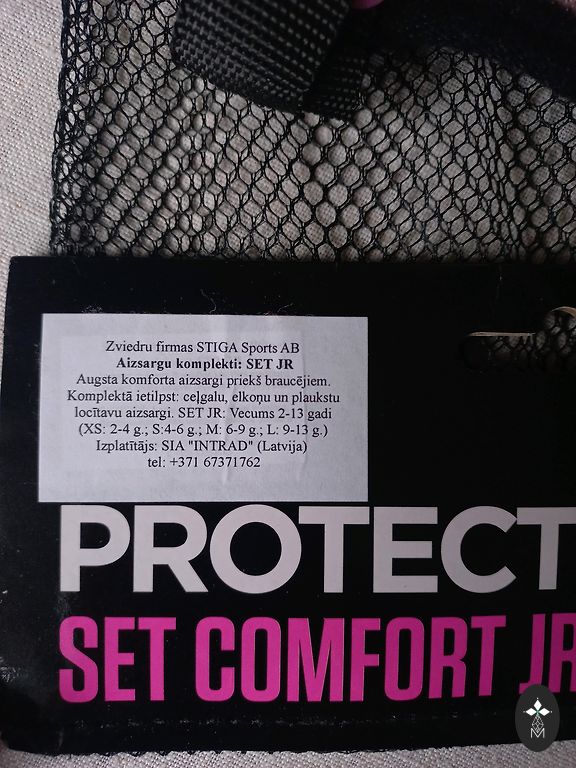 Zviedru firmas STIGA Sports AB
Aizsargu komplekti: SET JR
Augsta komforta aizsargi priekš braucējiem.
Komplektā ietilpst: ceļgalu, elkoņu un plaukstu
locītavu aizsargi. SET JR: Vecums 2-13 gadi
(XS: 2-4 g.; S:4-6 g.; M: 6-9 g.; L: 9-13 g.)
Izplatītājs: SIA "INTRAD" (Latvija)
tel: +371 67371762
PROTECT
SET COMFORT JR
M